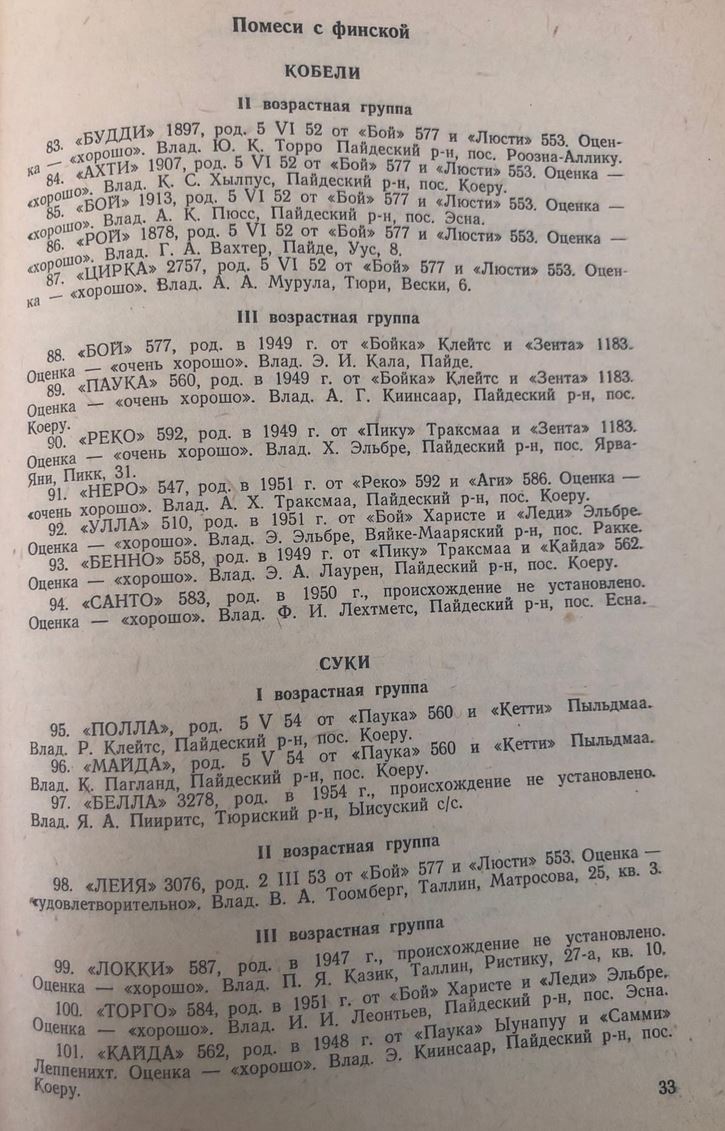 Помеси с финской
КОБЕЛИ
II возрастная группа
83. «БУДДИ» 1897, род. 5 VI 52 от «Бой» 577 и «Люсти» 553. Оцен-
ка — «хорошо». Влад. Ю. К. Торро Пайдеский р-н, пос. Роозна-Аллику.
84. «АХТИ» 1907, род. 5 VI 52 от «Бой» 577 и «Люсти» 553. Оценка —
«хорошо». Влад. К. С. Хылпус, Пайдеский р-н, пос. Коеру.
85. «БОЙ» 1913, род. 5 VI 52 от «Бой» 577 и «Люсти» 553. Оценка —
«хорошо». Влад. А. К. Пюсс, Пайдеский р-н, пос. Эсна.
86. «РОЙ» 1878, род. 5 VI 52 от «Бой» 577 и «Люсти» 553. Оценка —
«хорошо». Влад. Г. А. Вахтер, Пайде, Уус, 8.
87. «ЦИРКА» 2757, род. 5 VI 52 от «Бой» 577 и «Люсти» 553. Оцен-
ка — «хорошо». Влад. А. А. Мурула, Тюри, Вески, 6.
III возрастная группа
88. «БОЙ» 577, род. в 1949 г. от «Бойка» Клейтс и «Зента» 1183.
Оценка — «очень хорошо». Влад. Э. И. Кала, Пайде.
89. «ПАУКА» 560, род. в 1949 г. от «Бойка» Клейтс и «Зента» 1183.
Оценка — «очень хорошо». Влад. А. Г. Киинсаар, Пайдеский р-н, пос.
Коеру.
90. «РЕКО» 592, род. в 1949 г. от «Пику» Траксмаа и «Зента» 1183.
Оценка — «очень хорошо». Влад. Х. Эльбре, Пайдеский р-н, пос. Ярва-
Яни, Пикк, 31.
91. «НЕРО» 547, род. в 1951 г. от «Реко» 592 и «Аги» 586. Оценка —
«очень хорошо». Влад. А. Х. Траксмаа, Пайдеский р-н, пос. Коеру.
92. «УЛЛА» 510, род. в 1951 г. от «Бой» Харисте и «Леди» Эльбре.
Оценка — «хорошо». Влад. Э. Эльбре, Вяйке-Мааряский р-н, пос. Ракке.
93. «БЕННО» 558, род. в 1949 г. от «Пику» Траксмаа и «Кайда» 562.
Оценка — «хорошо». Влад. Э. А. Лаурен, Пайдеский р-н, пос. Коеру.
94. «САНТО» 583, род. в 1950 г., происхождение не установлено.
Оценка — «хорошо». Влад. Ф. И. Лехтметс, Пайдеский р-н, пос. Есна.
СУКИ
I возрастная группа
95. «ПОЛЛА», род. 5 V 54 от «Паука» 560 и «Кетти» Пыльдмаа.
Влад. Р. Клейтс, Пайдеский р-н, пос. Коеру.
96. «МАЙДА», род. 5 V 54 от «Паука» 560 и «Кетти» Пыльдмаа.
Влад. К. Пагланд, Пайдеский р-н, пос. Коеру.
97. «БЕЛЛА» 3278, род. в 1954 г., происхождение не установлено.
Влад. Я. А. Пииритс, Тюриский р-н, Ыисуский с/с.
II возрастная группа
98. «ЛЕИЯ» 3076, род. 2 III 53 от «Бой» 577 и «Люсти» 553. Оценка —
«удовлетворительно». Влад. В. А. Тоомберг, Таллин, Матросова, 25, кв. 3.
III возрастная группа
99. «ЛОККИ» 587, род. в 1947 г., происхождение не установлено.
Оценка — «хорошо». Влад. П. Я. Казик, Таллин, Ристику, 27-а, кв. 10.
100. «ТОРГО» 584, род. в 1951 г. от «Бой» Харисте и «Леди» Эльбре.
Оценка — «хорошо». Влад. И. И. Леонтьев, Пайдеский р-н, пос. Эсна.
101. «КАЙДА» 562, род. в 1948 г. от «Паука» Ыунапуу и «Самми»
Леппенихт. Оценка — «хорошо». Влад. Э. Киинсаар, Пайдеский р-н, пос.
Коеру.
33